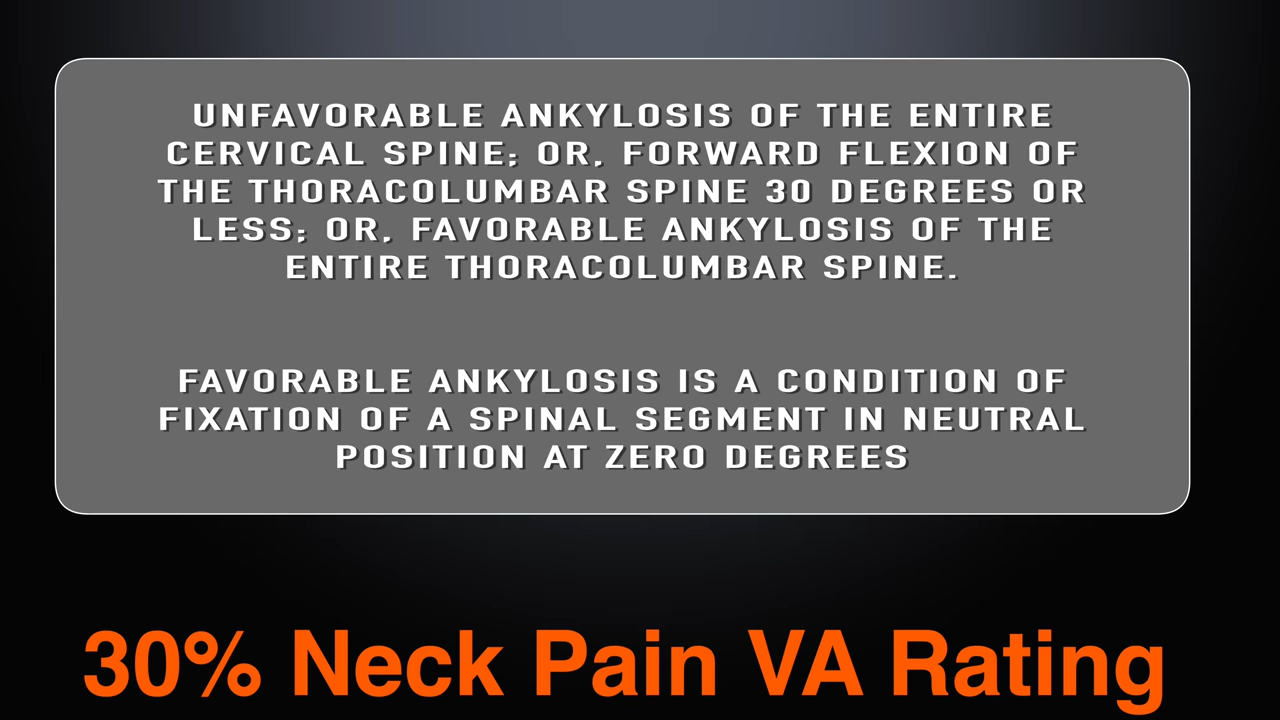 UNFAVORABLE ANKYLOSIS OF THE ENTIRE
CERVICAL SPINE; OR, FORWARD FLEXION OF
THE THORACOLUMBAR SPINE 30 DEGREES OR
LESS; OR, FAVORABLE ANKYLOSIS OF THE
ENTIRE THORACOLUMBAR SPINE.
FAVORABLE ANKYLOSIS IS A CONDITION OF
FIXATION OF A SPINAL SEGMENT IN NEUTRAL
POSITION AT ZERO DEGREES
30% Neck Pain VA Rating